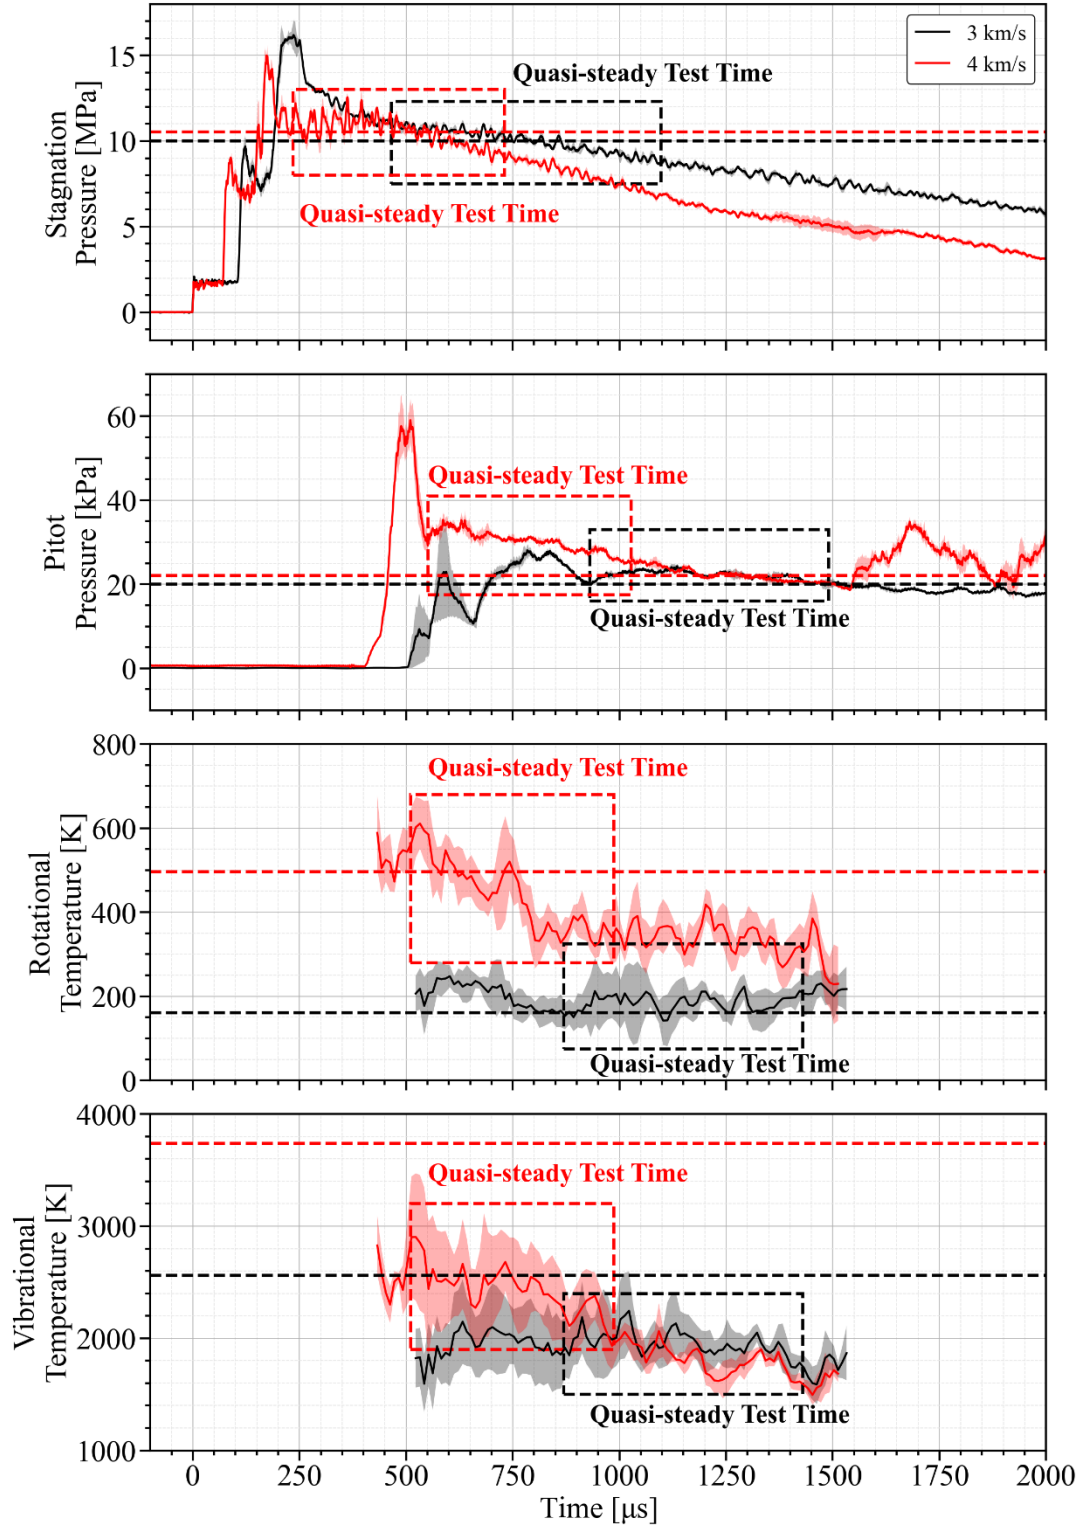 3 km/s
4 km/s
Stagnation
Pressure [MPa]
15
10
5
0
Quasi-steady Test Time
Quasi-steady Test Time
Pitot
Pressure [kPa]
60
40
20
0
Quasi-steady Test Time
Quasi-steady Test Time
Rotational
Temperature [K]
800
600
400
200
0
Quasi-steady Test Time
Quasi-steady Test Time
Vibrational
Temperature [K]
4000
3000
2000
1000
Quasi-steady Test Time
Quasi-steady Test Time
0 250 500 750 1000 1250 1500 1750 2000
Time [μs]